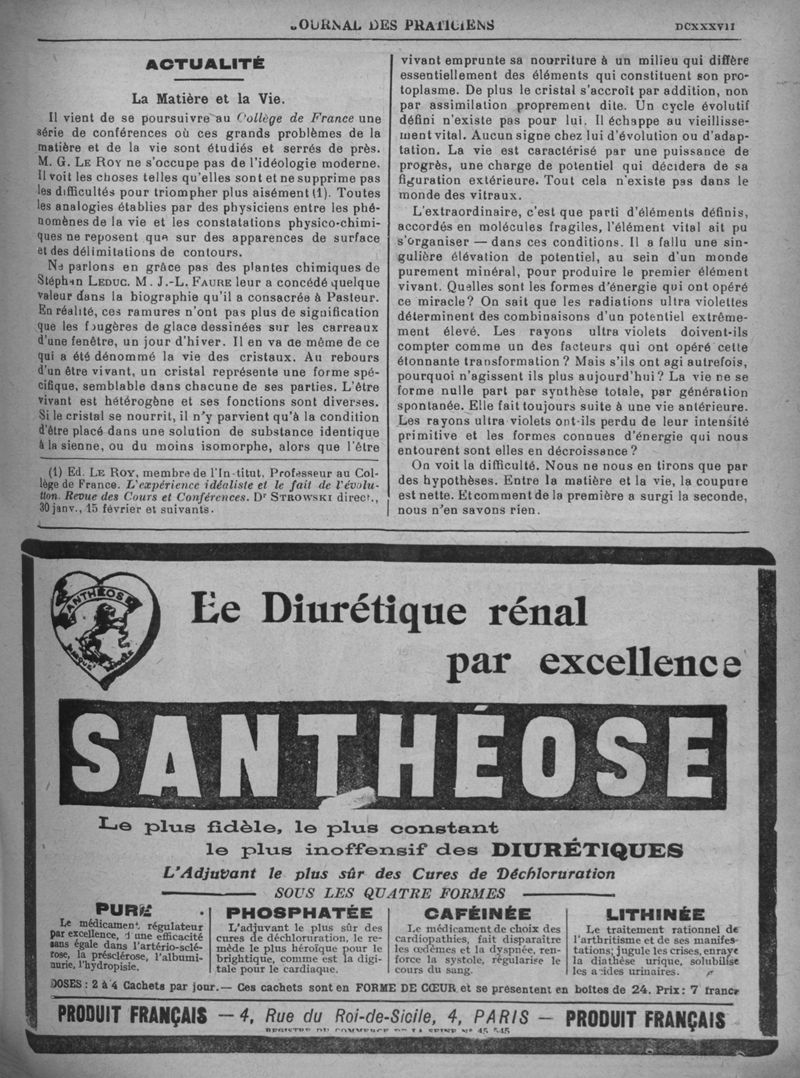 JOURNAL DES PRATICIENS
DCXXXVII
ACTUALITÉ
La Matière et la Vie.
Il vient de se poursuivre au Collège de France une
série de conférences où ces grands problèmes de la
matière et de la vie sont étudiés et serrés de près.
M. G. LE ROY ne s'occupe pas de l'idéologie moderne.
Il voit les choses telles qu'elles sont et ne supprime pas
les difficultés pour triompher plus aisément (1). Toutes
les analogies établies par des physiciens entre les phé-
nomènes de la vie et les constatations physico-chimi-
ques ne reposent que sur des apparences de surface
et des délimitations de contours.
Ne parlons en grâce pas des plantes chimiques de
Stéphan LEDUC. M. J.-L. FAURE leur a concédé quelque
valeur dans la biographie qu'il a consacrée à Pasteur.
En réalité, ces ramures n'ont pas plus de signification
que les fougères de glace dessinées sur les carreaux
d'une fenêtre, un jour d'hiver. Il en va de même de ce
qui a été dénommé la vie des cristaux. Au rebours
d'un être vivant, un cristal représente une forme spé-
cifique, semblable dans chacune de ses parties. L'être
vivant est hétérogène et ses fonctions sont diverses.
Si le cristal se nourrit, il n'y parvient qu'à la condition
d'être placé dans une solution de substance identique
à la sienne, ou du moins isomorphe, alors que l'être
(1) Ed. LE ROY, membre de l'Institut, Professeur au Col-
lège de France. L'expérience idéaliste et le fait de l'évolu-
tion. Revue des Cours et Conférences. Dr STROWSKI direct.,
30 janv., 15 février et suivants.
vivant emprunte sa nourriture à un milieu qui diffère
essentiellement des éléments qui constituent son pro-
toplasme. De plus le cristal s'accroît par addition, non
par assimilation proprement dite. Un cycle évolutif
défini n'existe pas pour lui. Il échappe au vieillisse-
ment vital. Aucun signe chez lui d'évolution ou d'adap-
tation. La vie est caractérisé par une puissance de
progrès, une charge de potentiel qui décidera de sa
figuration extérieure. Tout cela n'existe pas dans le
monde des vitraux.
L'extraordinaire, c'est que parti d'éléments définis,
accordés en molécules fragiles, l'élément vital ait pu
s'organiser — dans ces conditions. Il a fallu une sin-
gulière élévation de potentiel, au sein d'un monde
purement minéral, pour produire le premier élément
vivant. Quelles sont les formes d'énergie qui ont opéré
ce miracle? On sait que les radiations ultra violettes
déterminent des combinaisons d'un potentiel extrême-
ment élevé. Les rayons ultra violets doivent-ils
compter comme un des facteurs qui ont opéré cette
étonnante transformation ? Mais s'ils ont agi autrefois,
pourquoi n'agissent ils plus aujourd'hui? La vie ne se
forme nulle part par synthèse totale, par génération
spontanée. Elle fait toujours suite à une vie antérieure.
Les rayons ultra violets ont-ils perdu de leur intensité
primitive et les formes connues d'énergie qui nous
entourent sont elles en décroissance ?
On voit la difficulté. Nous ne nous en tirons que par
des hypothèses. Entre la matière et la vie, la coupure
est nette. Et comment de la première a surgi la seconde,
nous n'en savons rien.
SANTHÉOSE
Le Diurétique rénal
par excellence
SANTHÉOSE
Le plus fidèle, le plus constant
le plus inoffensif des DIURÉTIQUES
L'Adjuvant le plus sûr des Cures de Déchloruration
SOUS LES QUATRE FORMES
PURE
Le médicament régulateur
par excellence, d'une efficacité
sans égale dans l'artério-sclé-
rose, la présclérose, l'albumi-
nurie, l'hydropisie.
PHOSPHATÉE
L'adjuvant le plus sûr des
cures de déchloruration, le re-
mède le plus héroïque pour le
brightique, comme est la digi-
tale pour le cardiaque.
CAFÉINÉE
Le médicament de choix des
cardiopathies, fait disparaître
les œdèmes et la dyspnée, ren-
force la systole, régularise le
cours du sang.
LITHINÉE
Le traitement rationnel de
l'arthritisme et de ses manifes-
tations; jugule les crises, enraye
la diathèse urique, solubilise
les acides urinaires.
DOSES : 2 à 4 Cachets par jour. — Ces cachets sont en FORME DE CŒUR et se présentent en boîtes de 24. Prix: 7 francs
PRODUIT FRANÇAIS — 4, Rue du Roi-de-Sicile, 4, PARIS — PRODUIT FRANÇAIS
REGISTRE DU COMMERCE DE LA SEINE